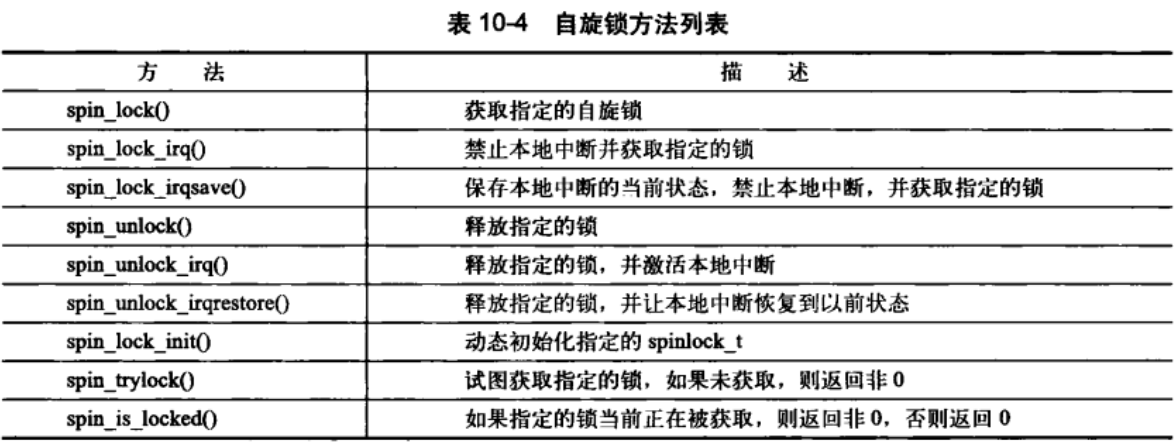 表 10-4 自旋锁方法列表
方 法 描 述
spin_lock() 获取指定的自旋锁
spin_lock_irq() 禁止本地中断并获取指定的锁
spin_lock_irqsave() 保存本地中断的当前状态，禁止本地中断，并获取指定的锁
spin_unlock() 释放指定的锁
spin_unlock_irq() 释放指定的锁，并激活本地中断
spin_unlock_irqrestore() 释放指定的锁，并让本地中断恢复到以前状态
spin_lock_init() 动态初始化指定的 spinlock_t
spin_trylock() 试图获取指定的锁，如果未获取，则返回非 0
spin_is_locked() 如果指定的锁当前正在被获取，则返回非 0，否则返回 0